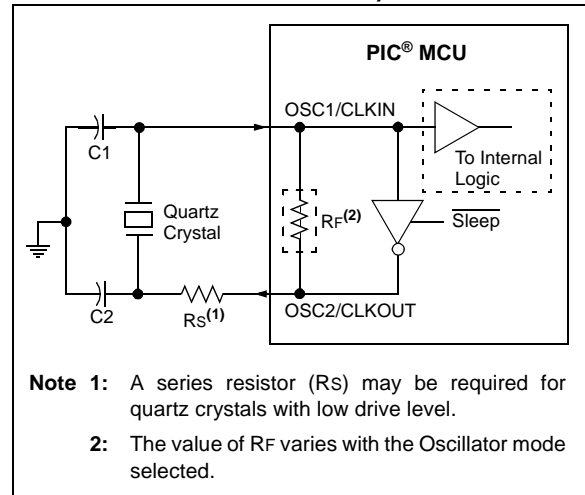 PIC® MCU
OSC1/CLKIN
C1
To Internal
Logic
Quartz
Crystal
RF(2)
Sleep
C2
RS(1)
OSC2/CLKOUT
Note 1: A series resistor (RS) may be required for
quartz crystals with low drive level.
2: The value of RF varies with the Oscillator mode
selected.